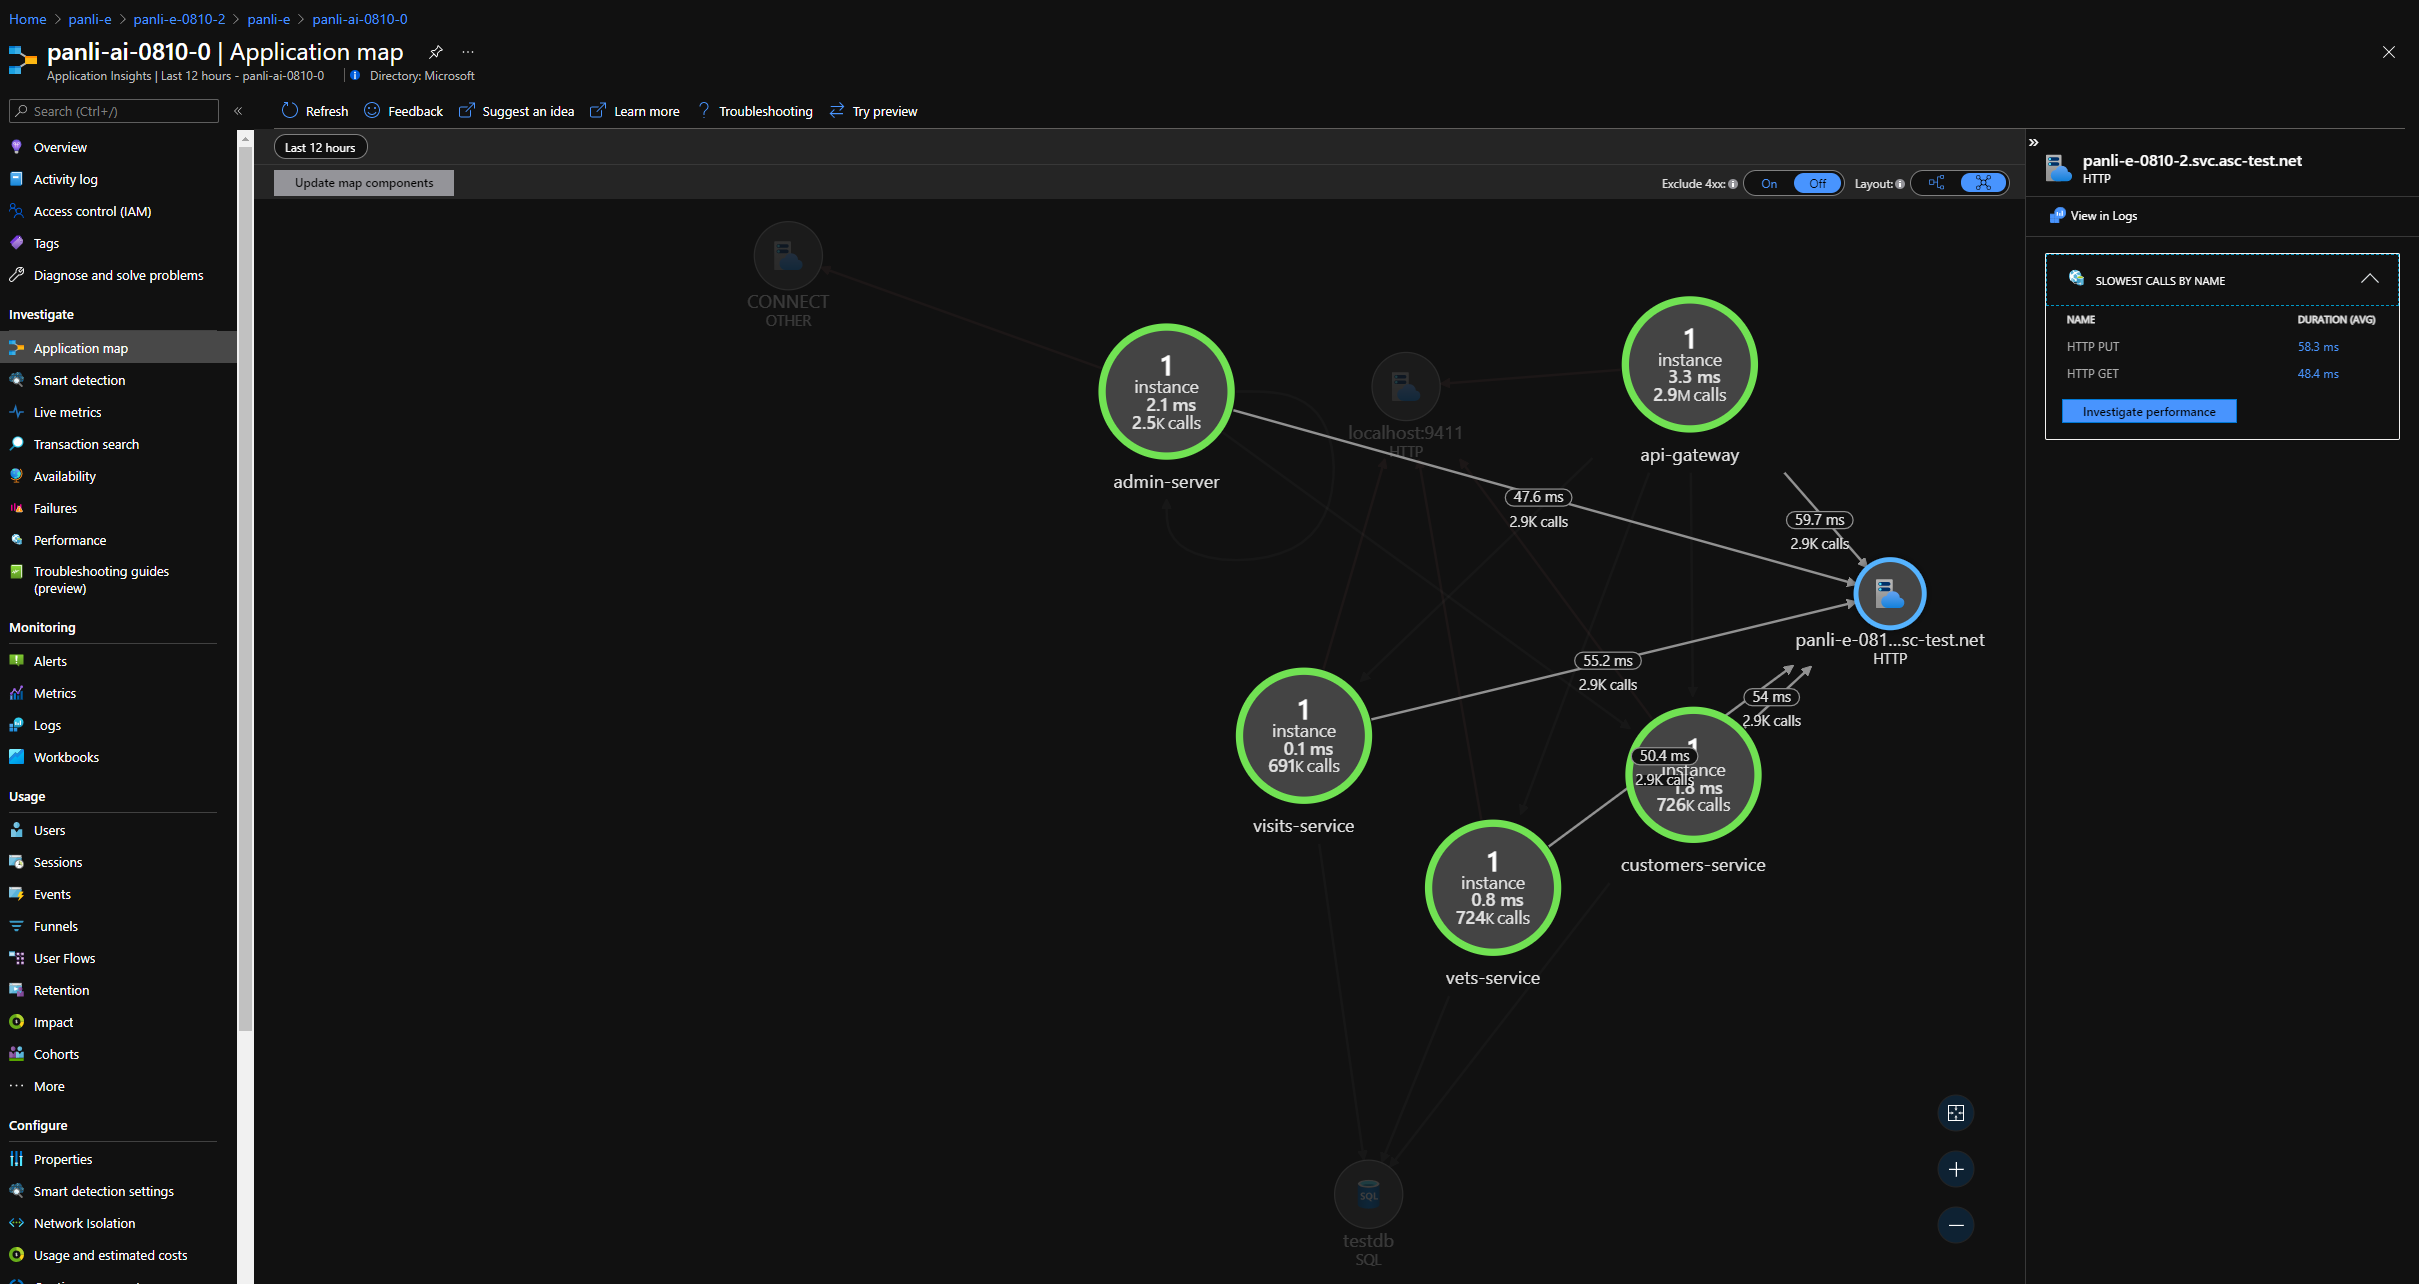 Home > panli-e > panli-e-0810-2 > panli-e > panli-ai-0810-0
panli-ai-0810-0 | Application map
Application Insights | Last 12 hours - panli-ai-0810-0
Directory: Microsoft
Search (Ctrl+/)
Refresh
Feedback
Suggest an idea
Learn more
Troubleshooting
Try preview
Overview
Activity log
Access control (IAM)
Tags
Diagnose and solve problems
Investigate
Application map
Smart detection
Live metrics
Transaction search
Availability
Failures
Performance
Troubleshooting guides
(preview)
Monitoring
Alerts
Metrics
Logs
Workbooks
Usage
Users
Sessions
Events
Funnels
User Flows
Retention
Impact
Cohorts
More
Configure
Properties
Smart detection settings
Network Isolation
Usage and estimated costs
Last 12 hours
Update map components
Exclude 4xx:
On
Off
Layout:
CONNECT
OTHER
1
instance
2.1 ms
2.5K calls
admin-server
localhost:9411
HTTP
1
instance
3.3 ms
2.9M calls
api-gateway
47.6 ms
2.9K calls
59.7 ms
2.9K calls
panli-e-081...sc-test.net
HTTP
55.2 ms
2.9K calls
54 ms
2.9K calls
1
instance
0.1 ms
691K calls
visits-service
50.4 ms
2.9K calls
1
instance
1.8 ms
726K calls
customers-service
1
instance
0.8 ms
724K calls
vets-service
SQL
testdb
SQL
panli-e-0810-2.svc.asc-test.net
HTTP
View in Logs
SLOWEST CALLS BY NAME
NAME DURATION (AVG)
HTTP PUT 58.3 ms
HTTP GET 48.4 ms
Investigate performance